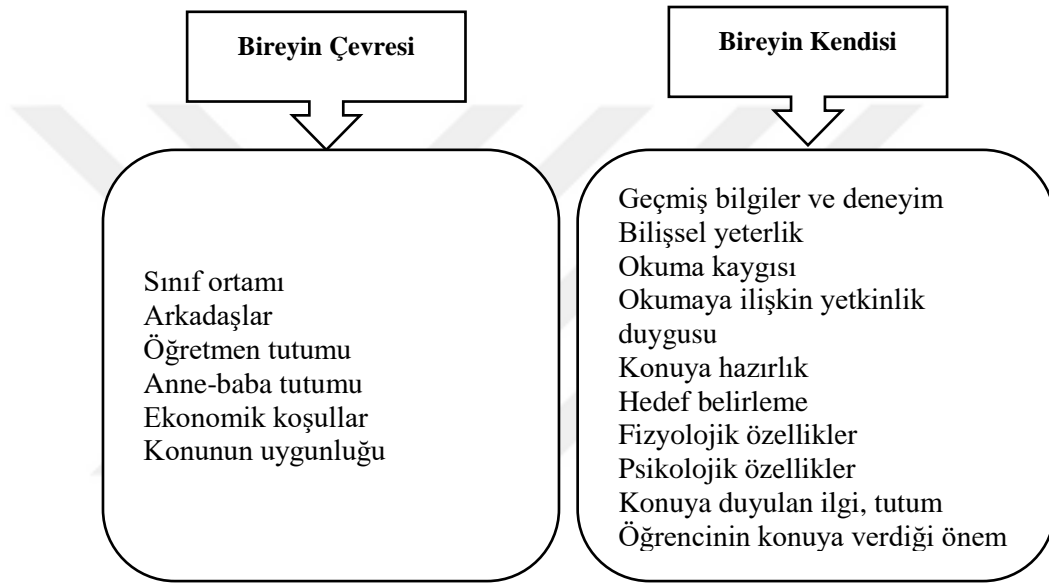 Bireyin Çevresi
Sınıf ortamı
Arkadaşlar
Öğretmen tutumu
Anne-baba tutumu
Ekonomik koşullar
Konunun uygunluğu
Bireyin Kendisi
Geçmiş bilgiler ve deneyim
Bilişsel yeterlik
Okuma kaygısı
Okumaya ilişkin yetkinlik
duygusu
Konuya hazırlık
Hedef belirleme
Fizyolojik özellikler
Psikolojik özellikler
Konuya duyulan ilgi, tutum
Öğrencinin konuya verdiği önem